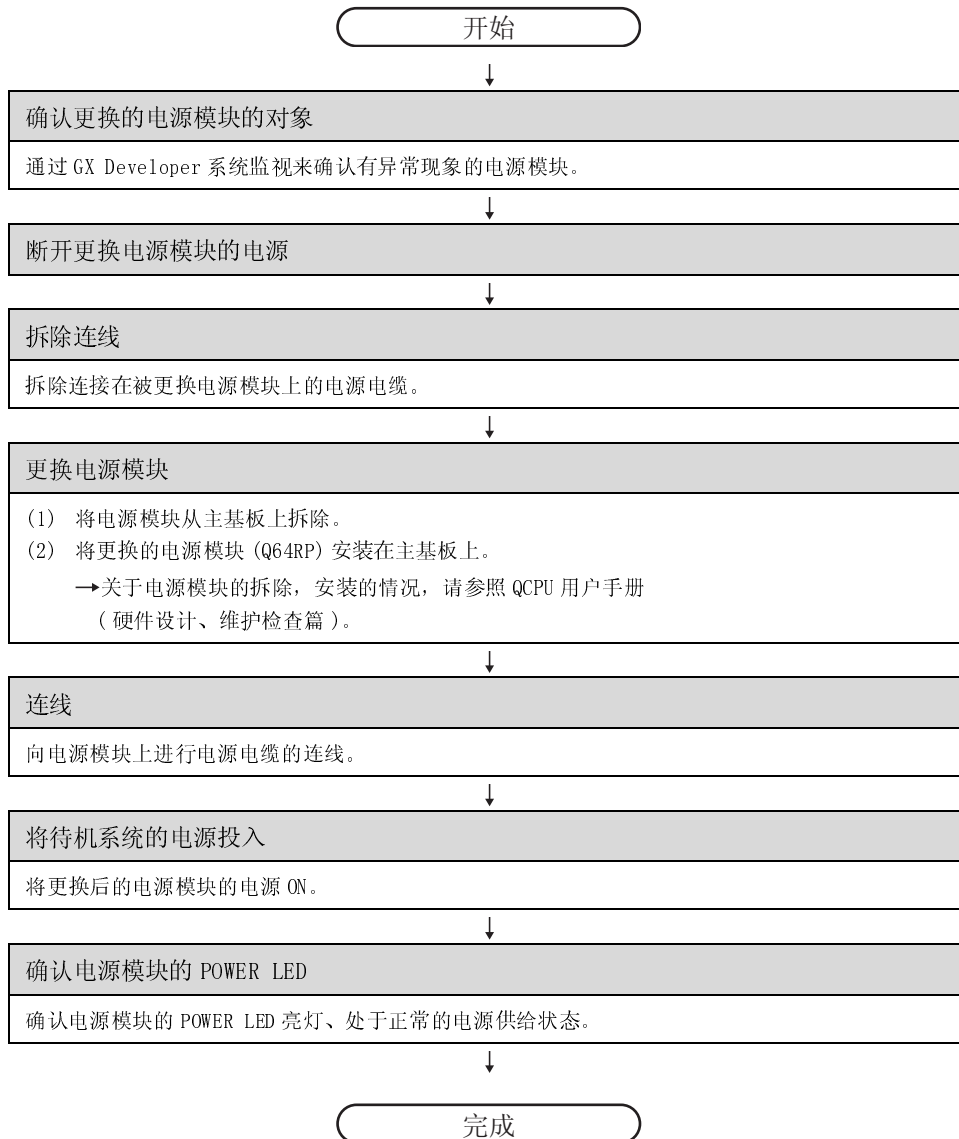 开始
确认更换的电源模块的对象
通过 GX Developer 系统监视来确认有异常现象的电源模块。
断开更换电源模块的电源
拆除连线
拆除连接在被更换电源模块上的电源电缆。
更换电源模块
(1) 将电源模块从主基板上拆除。
(2) 将更换的电源模块 (Q64RP) 安装在主基板上。
→关于电源模块的拆除，安装的情况，请参照 QCPU 用户手册
( 硬件设计、维护检查篇 )。
连线
向电源模块上进行电源电缆的连线。
将待机系统的电源投入
将更换后的电源模块的电源 ON。
确认电源模块的 POWER LED
确认电源模块的 POWER LED 亮灯、处于正常的电源供给状态。
完成